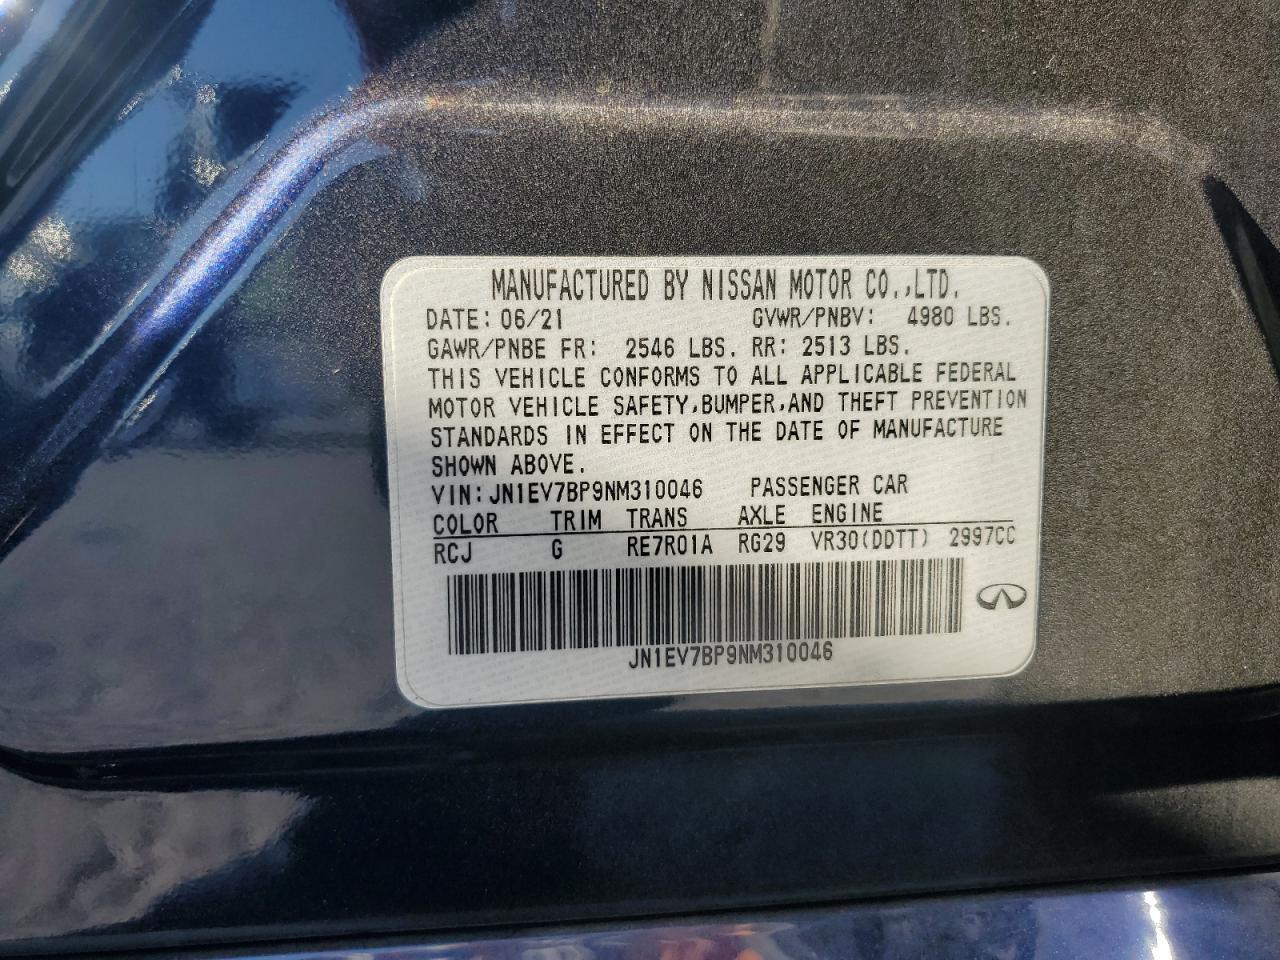 MANUFACTURED BY NISSAN MOTOR CO.,LTD.
DATE: 06/21 GVWR/PNBV: 4980 LBS.
GAWR/PNBE FR: 2546 LBS. RR: 2513 LBS.
THIS VEHICLE CONFORMS TO ALL APPLICABLE FEDERAL
MOTOR VEHICLE SAFETY,BUMPER,AND THEFT PREVENTION
STANDARDS IN EFFECT ON THE DATE OF MANUFACTURE
SHOWN ABOVE.
VIN: JN1EV7BP9NM310046 PASSENGER CAR
COLOR TRIM TRANS AXLE ENGINE
RCJ G RE7R01A RG29 VR30(DDTT) 2997CC
JN1EV7BP9NM310046